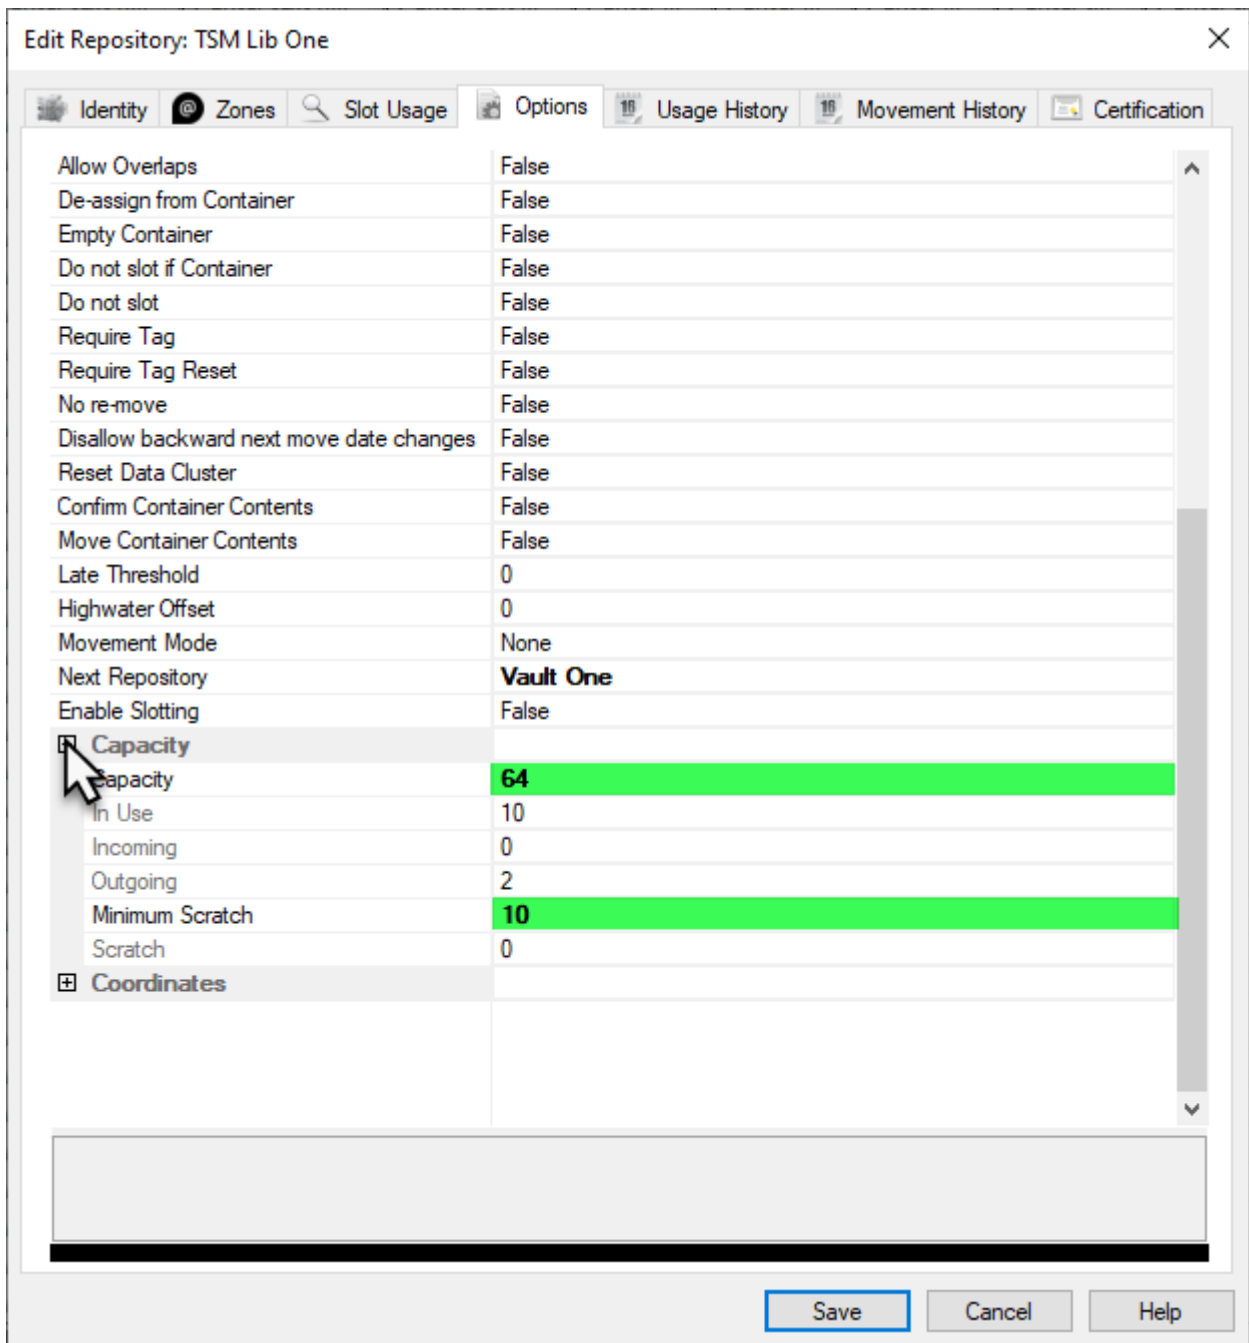 Edit Repository: TSM Lib One
Identity Zones Slot Usage Options Usage History Movement History Certification
Allow Overlaps False
De-assign from Container False
Empty Container False
Do not slot if Container False
Do not slot False
Require Tag False
Require Tag Reset False
No re-move False
Disallow backward next move date changes False
Reset Data Cluster False
Confirm Container Contents False
Move Container Contents False
Late Threshold 0
Highwater Offset 0
Movement Mode None
Next Repository Vault One
Enable Slotting False
Capacity
Capacity 64
In Use 10
Incoming 0
Outgoing 2
Minimum Scratch 10
Scratch 0
Coordinates
Save Cancel Help